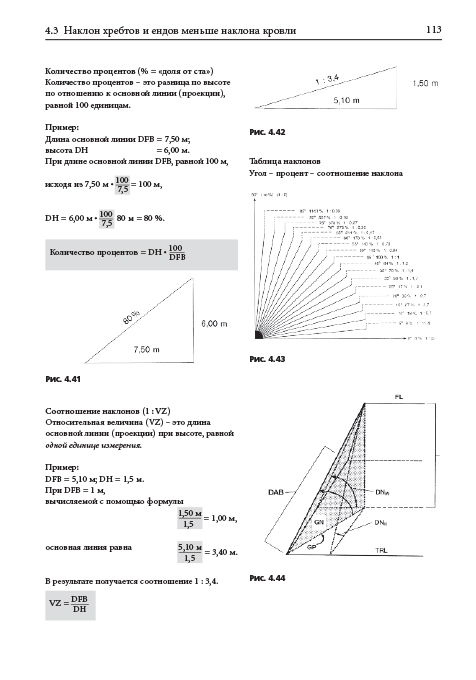 4.3 Наклон хребтов и ендов меньше наклона кровли
113
Количество процентов (% = «доля от ста»)
Количество процентов – это разница по высоте
по отношению к основной линии (проекции),
равной 100 единицам.
Пример:
Длина основной линии DFB = 7,50 м;
высота DH = 6,00 м.
При длине основной линии DFB, равной 100 м,
исходя из 7,50 м • 100/7,5 = 100 м,
DH = 6,00 м • 100/7,5 80 м = 80 %.
Количество процентов = DH • 100/DFB
80 %
6,00 m
7,50 m
Рис. 4.41
Соотношение наклонов (1 : VZ)
Относительная величина (VZ) – это длина
основной линии (проекции) при высоте, равной
одной единице измерения.
Пример:
DFB = 5,10 м; DH = 1,5 м.
При DFB = 1 м,
вычисляемой с помощью формулы
1,50 м/1,5 = 1,00 м,
основная линия равна 5,10 м/1,5 = 3,40 м.
В результате получается соотношение 1 : 3,4.
VZ = DFB/DH
1 : 3,4
1,50 m
5,10 m
Рис. 4.42
Таблица наклонов
Угол – процент – соотношение наклона
Рис. 4.43
FL
DAB
DN
GN
DN
GP
TRL
Рис. 4.44